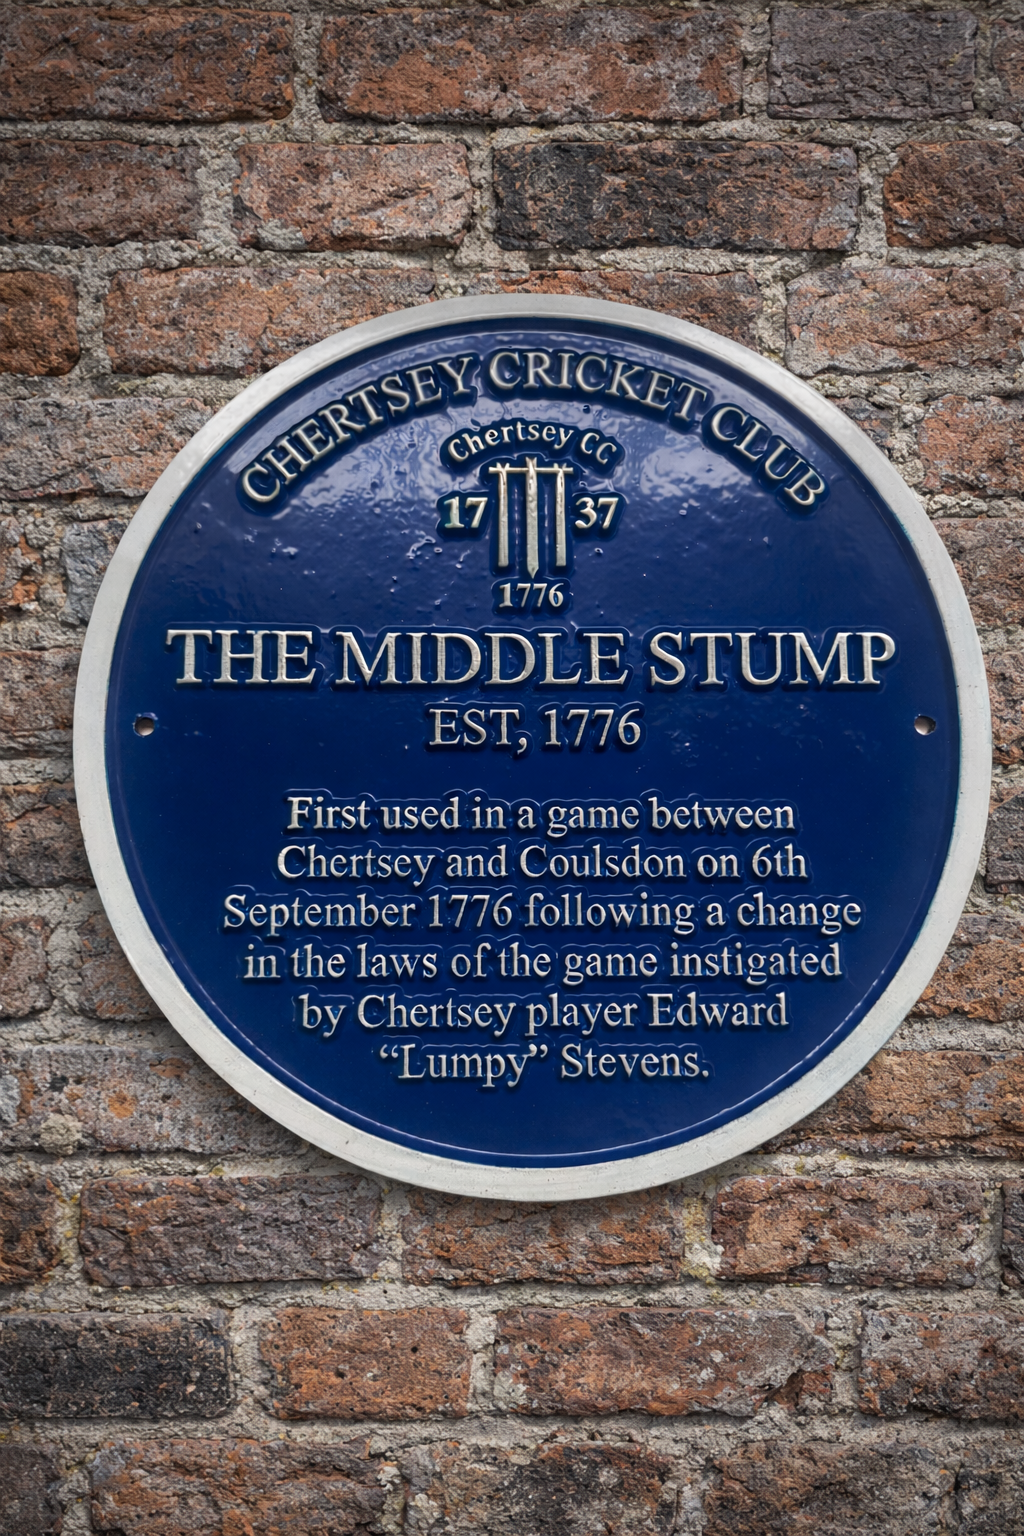 CHERTSEY CRICKET CLUB
Chertsey CC
17 37
1776
THE MIDDLE STUMP
EST, 1776
First used in a game between
Chertsey and Coulsdon on 6th
September 1776 following a change
in the laws of the game instigated
by Chertsey player Edward
“Lumpy” Stevens.